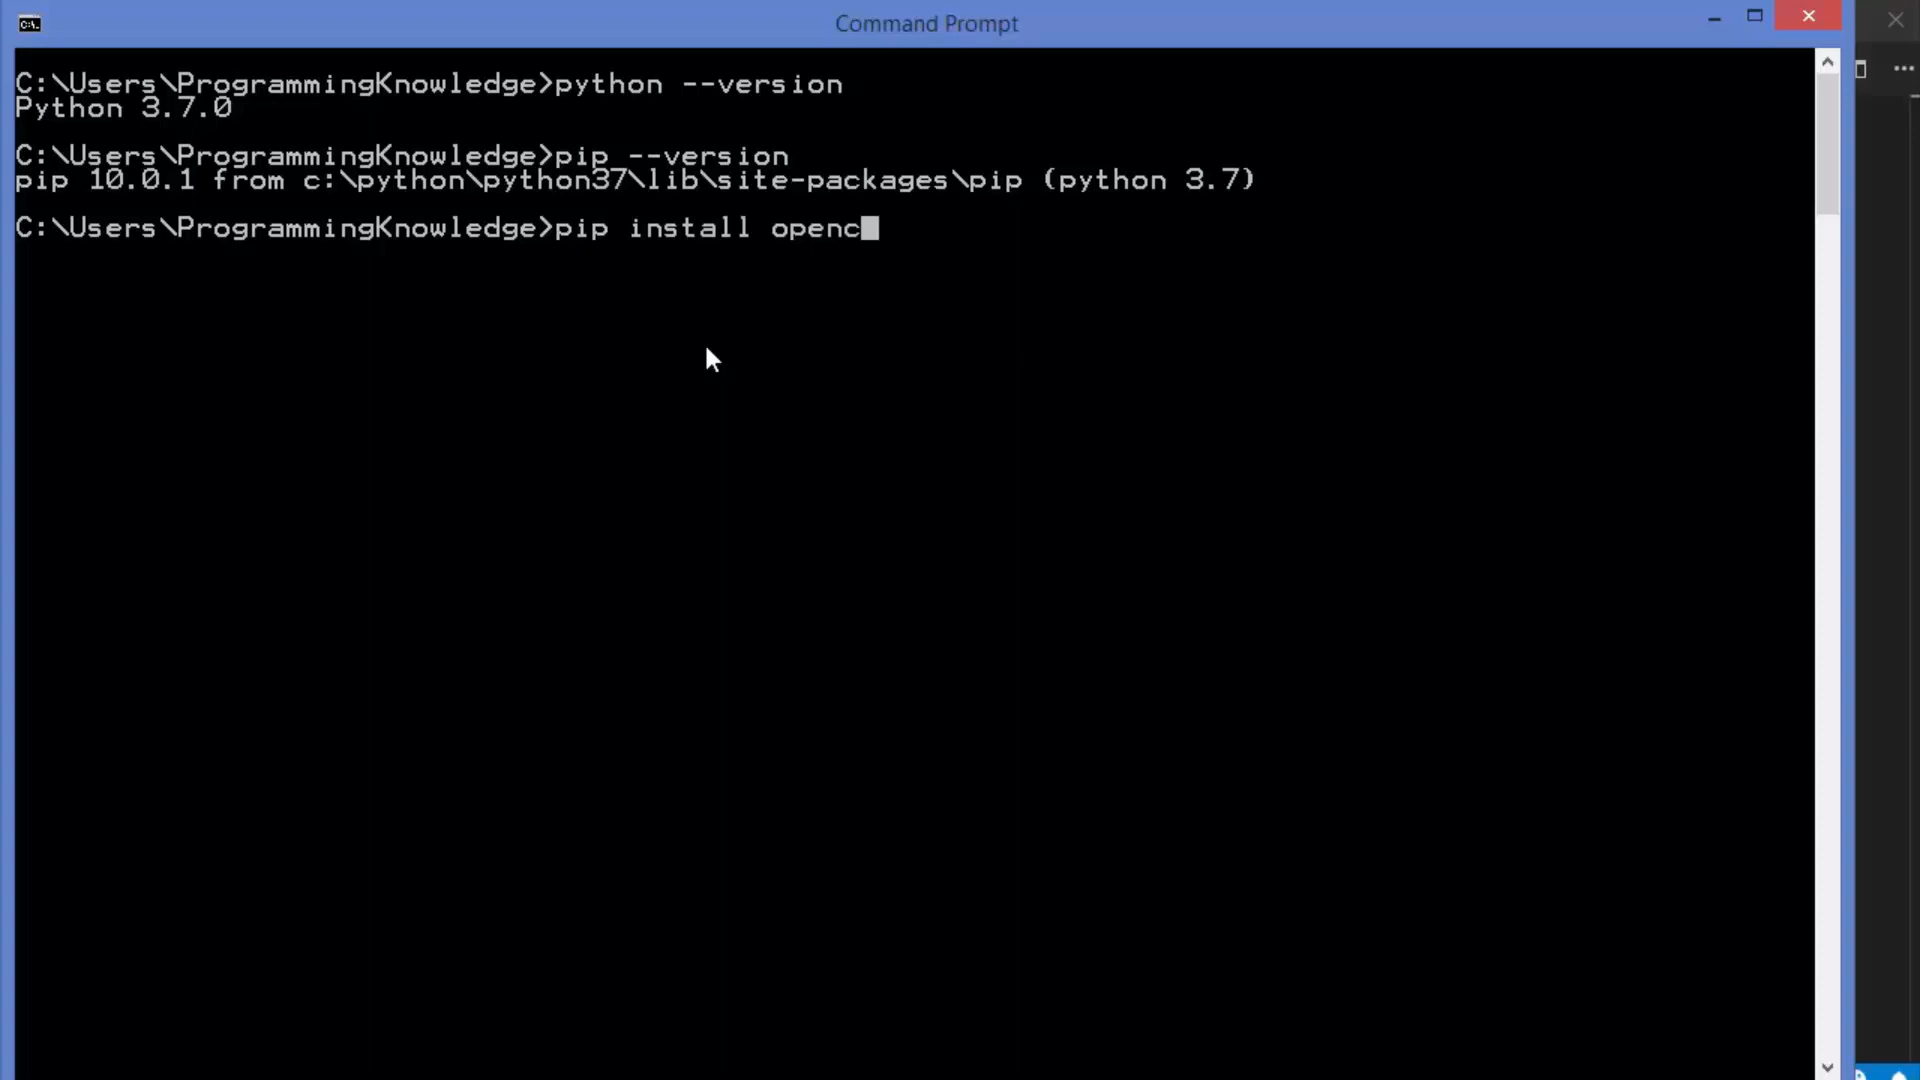 Command Prompt
C:\Users\ProgrammingKnowledge>python --version
Python 3.7.0
C:\Users\ProgrammingKnowledge>pip --version
pip 10.0.1 from c:\python\python37\lib\site-packages\pip (python 3.7)
C:\Users\ProgrammingKnowledge>pip install openc